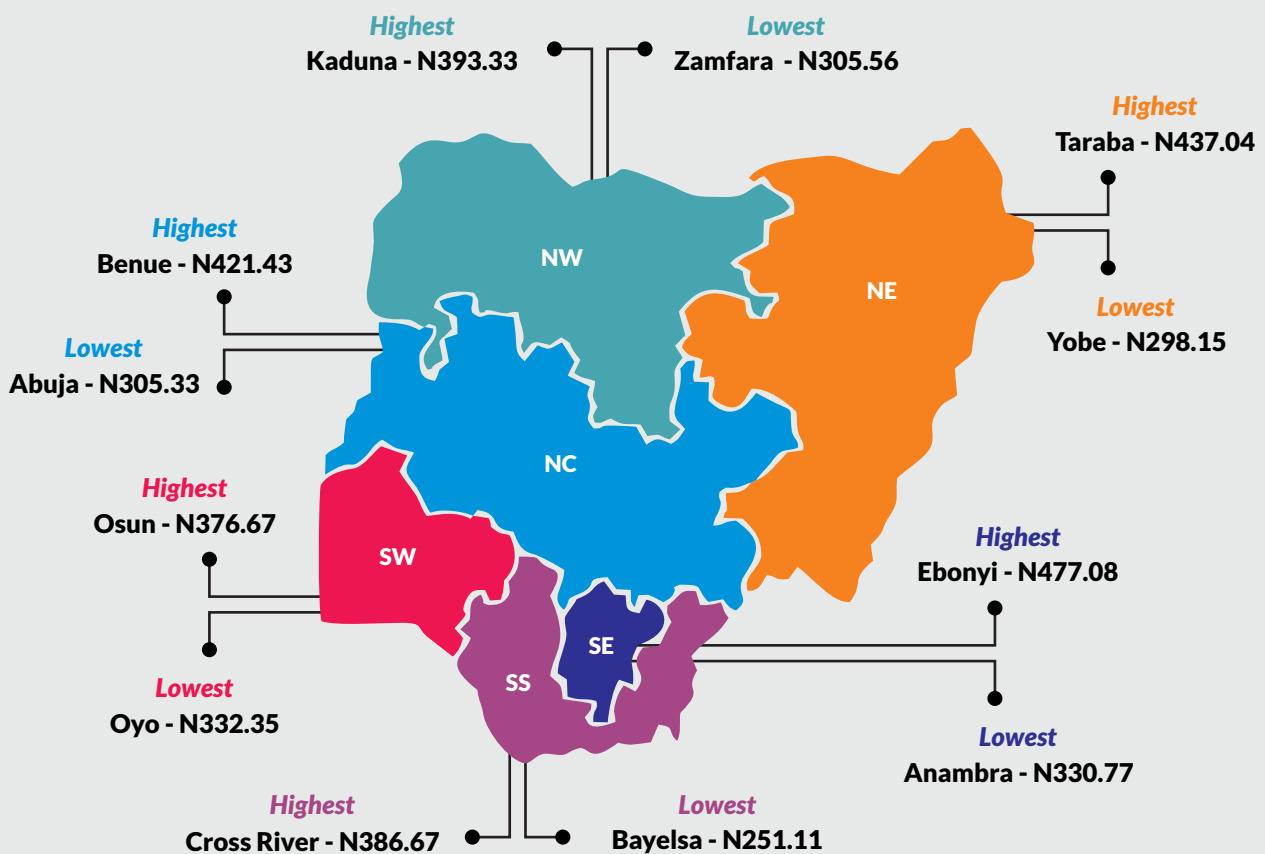 Highest
Kaduna - N393.33
Lowest
Zamfara - N305.56
Highest
Taraba - N437.04
Lowest
Yobe - N298.15
Highest
Benue - N421.43
Lowest
Abuja - N305.33
NW
NE
NC
Highest
Osun - N376.67
Lowest
Oyo - N332.35
SW
SE
SS
Highest
Ebonyi - N477.08
Lowest
Anambra - N330.77
Highest
Cross River - N386.67
Lowest
Bayelsa - N251.11